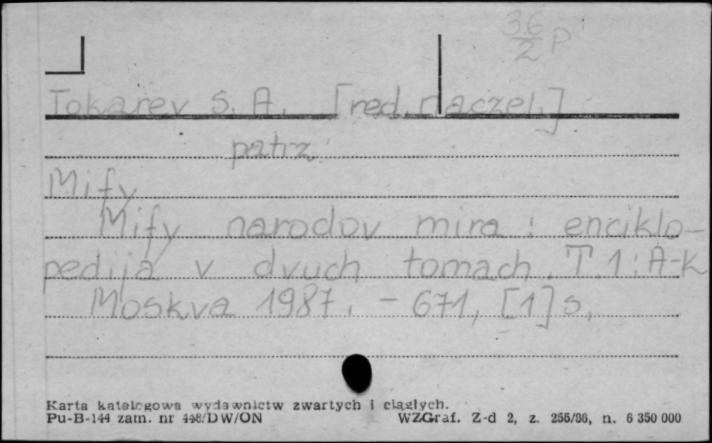 36
2 P
Tokarev S. A. [red. naczel.]
patrz
Mify
Mify narodov mira : enciklo-
pedija v dvuch tomach. T. 1 : A-K
Moskva 1987. - 671, [1] s.
Karta katalogowa wydawnictw zwartych i ciągłych.
Pu-B-144 zam. nr 448/DW/ON WZGraf. Z-d 2, z. 255/86, n. 6 350 000